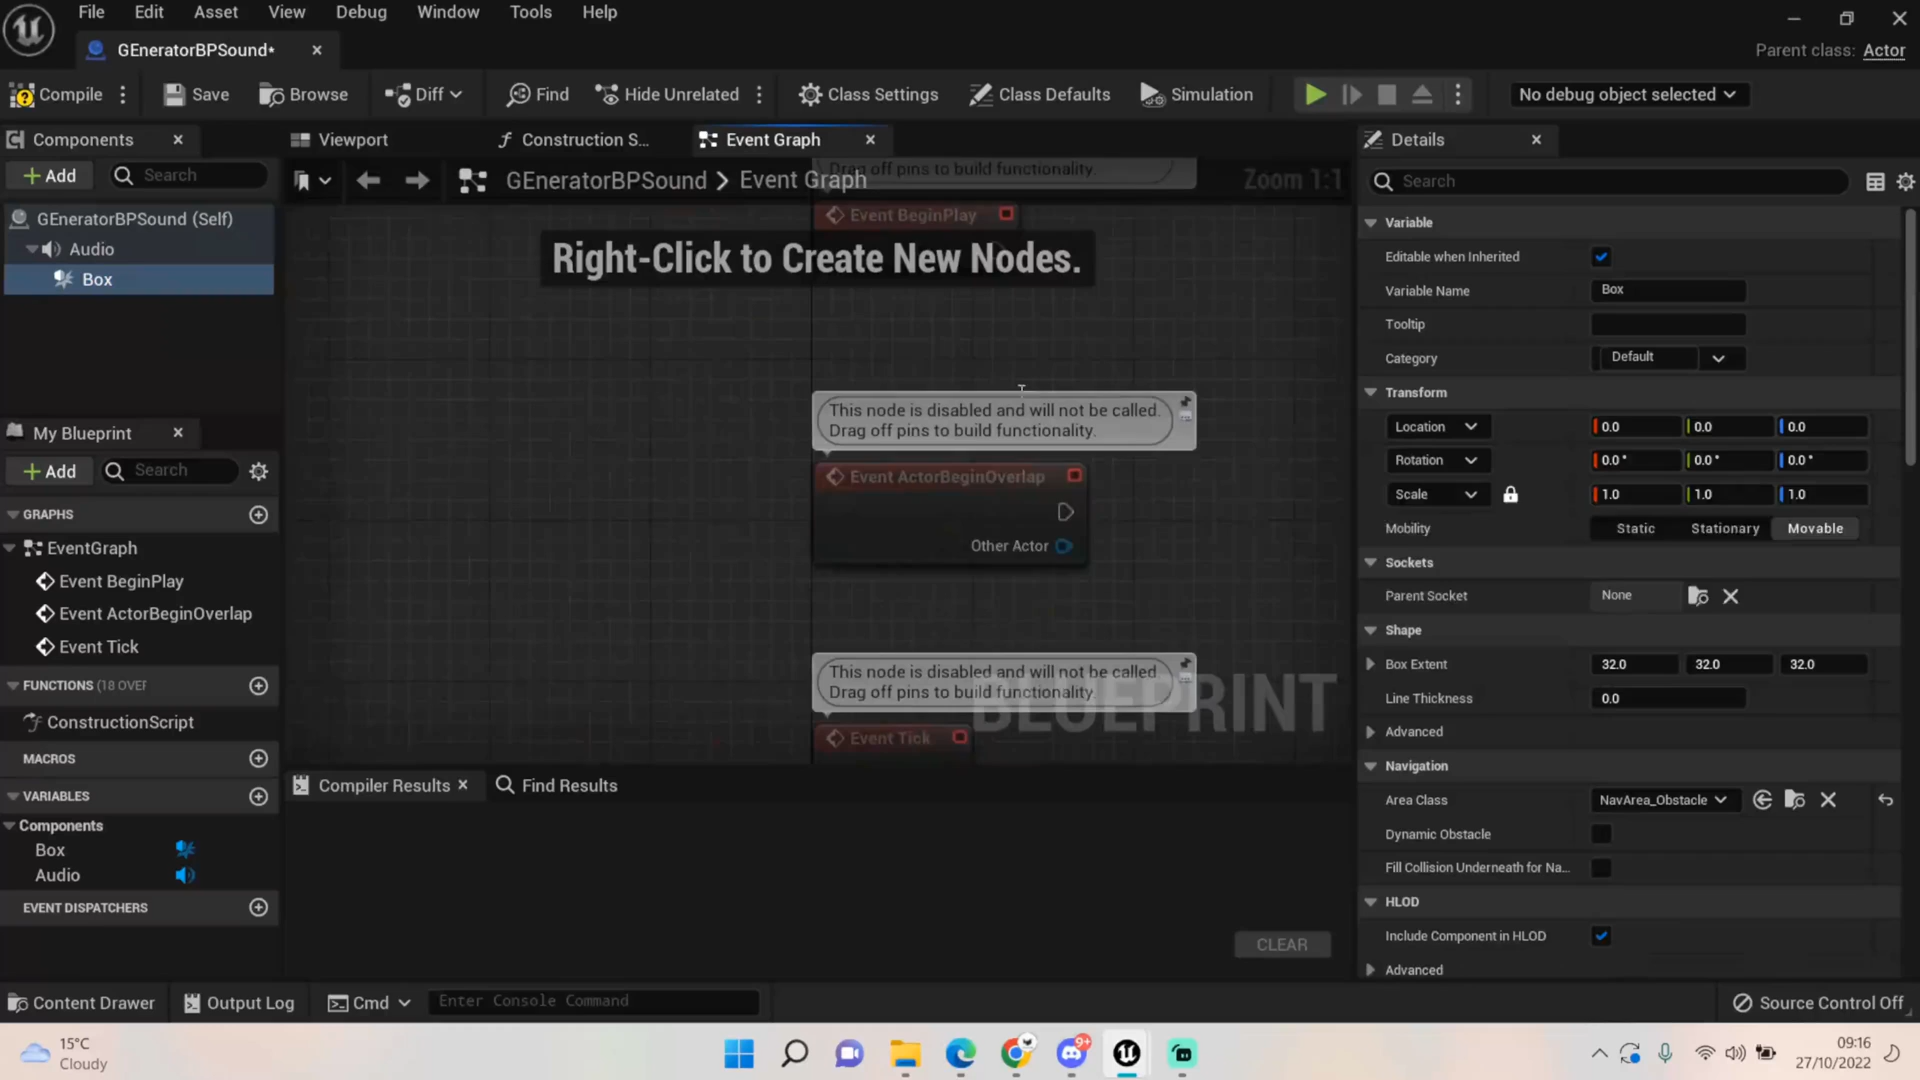 File Edit Asset View Debug Window Tools Help
GEneratorBPSound*
Parent class: Actor
Compile Save Browse Diff Find Hide Unrelated Class Settings Class Defaults Simulation No debug object selected
Components
Viewport Construction S... Event Graph
Details
Add Search
GEneratorBPSound Event Graph Zoom 1:1
Search
GEneratorBPSound (Self)
Audio
Box
Drag off pins to build functionality.
Event BeginPlay
Right-Click to Create New Nodes.
This node is disabled and will not be called.
Drag off pins to build functionality.
Event ActorBeginOverlap
Other Actor
This node is disabled and will not be called.
Drag off pins to build functionality.
BLUEPRINT
Event Tick
My Blueprint
Add Search
GRAPHS
EventGraph
Event BeginPlay
Event ActorBeginOverlap
Event Tick
FUNCTIONS (18 OVER
ConstructionScript
MACROS
VARIABLES
Components
Box
Audio
EVENT DISPATCHERS
Compiler Results Find Results
CLEAR
Variable
Editable when Inherited
Variable Name Box
Tooltip
Category Default
Transform
Location 0.0 0.0 0.0
Rotation 0.0° 0.0° 0.0°
Scale 1.0 1.0 1.0
Mobility Static Stationary Movable
Sockets
Parent Socket None
Shape
Box Extent 32.0 32.0 32.0
Line Thickness 0.0
Advanced
Navigation
Area Class NavArea_Obstacle
Dynamic Obstacle
Fill Collision Underneath for Na...
HLOD
Include Component in HLOD
Advanced
Content Drawer Output Log Cmd Enter Console Command Source Control Off
15°C
Cloudy
9+
09:16
27/10/2022